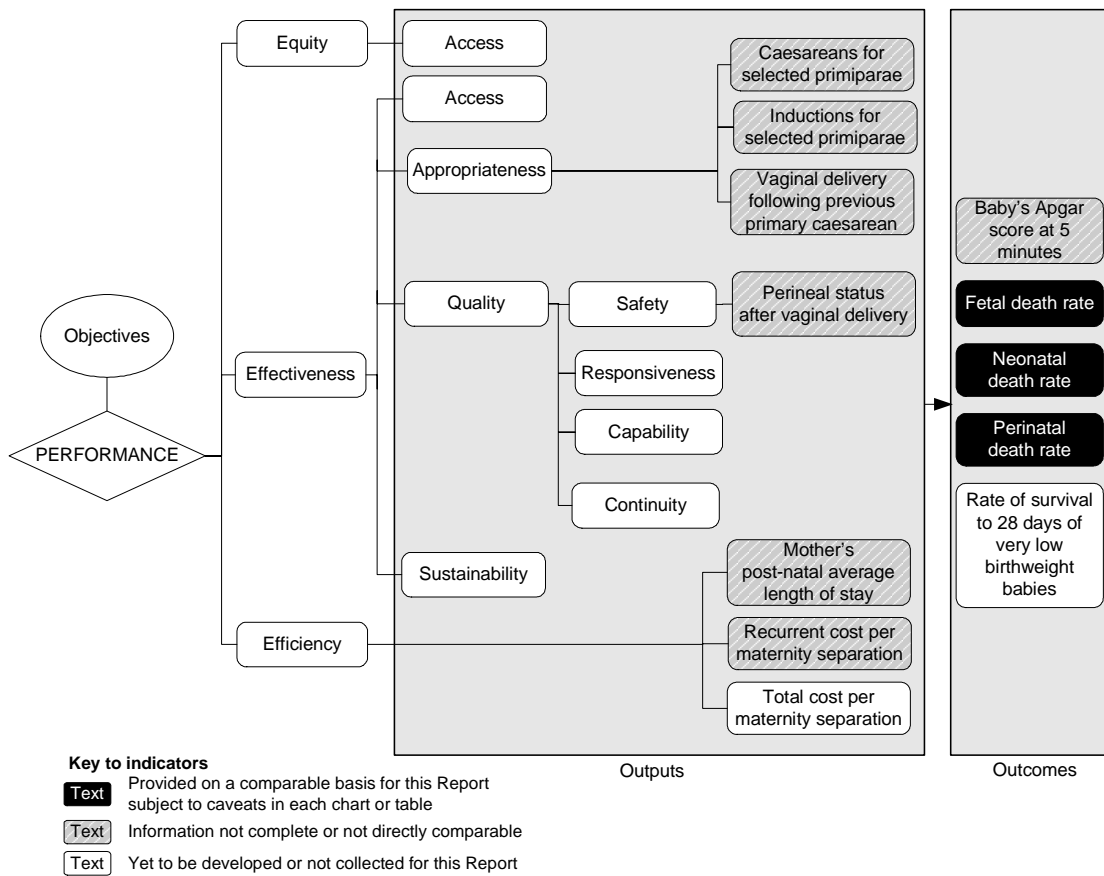 Equity
Access
Access
Appropriateness
Caesareans for
selected primiparae
Inductions for
selected primiparae
Vaginal delivery
following previous
primary caesarean
Objectives
PERFORMANCE
Effectiveness
Quality
Safety
Perineal status
after vaginal delivery
Responsiveness
Capability
Continuity
Sustainability
Efficiency
Mother's
post-natal average
length of stay
Recurrent cost per
maternity separation
Total cost per
maternity separation
Outputs
Baby's Apgar
score at 5
minutes
Fetal death rate
Neonatal
death rate
Perinatal
death rate
Rate of survival
to 28 days of
very low
birthweight
babies
Outcomes
Key to indicators
Text
Provided on a comparable basis for this Report
subject to caveats in each chart or table
Text
Information not complete or not directly comparable
Text
Yet to be developed or not collected for this Report